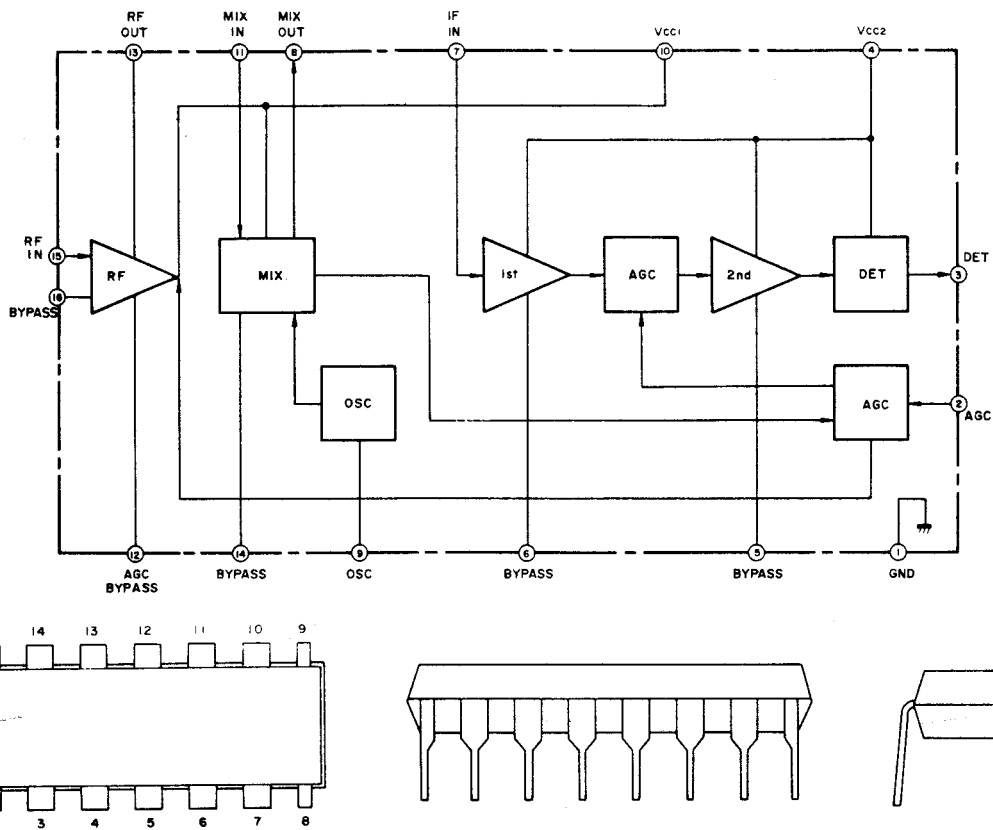 RF MIX MIX IF
OUT IN OUT IN VCC1 VCC2
13 11 8 7 10 4
RF
IN
15
RF
16
BYPASS
MIX.
1st
AGC
2nd
DET
DET
3
OSC
AGC
2
AGC
12 14 9 6 5 1
AGC BYPASS OSC BYPASS BYPASS GND
BYPASS
14 13 12 11 10 9
3 4 5 6 7 8